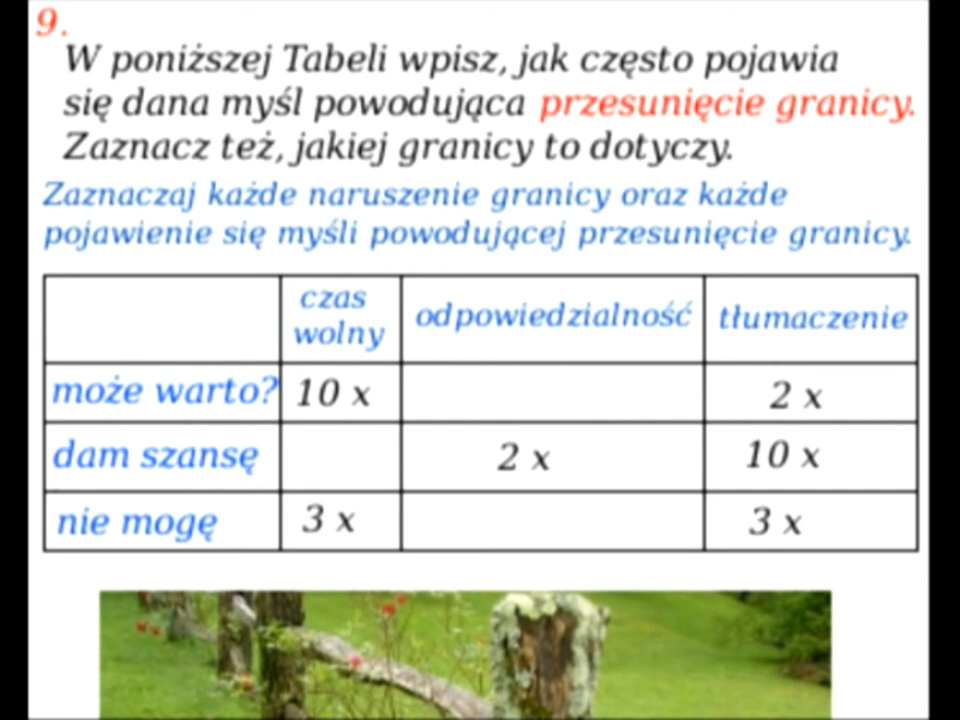 9.
W poniższej Tabeli wpisz, jak często pojawia
się dana myśl powodująca przesunięcie granicy.
Zaznacz też, jakiej granicy to dotyczy.
Zaznaczaj każde naruszenie granicy oraz każde
pojawienie się myśli powodującej przesunięcie granicy.
czas wolny odpowiedzialność tłumaczenie
może warto? 10 x 2 x
dam szansę 2 x 10 x
nie mogę 3 x 3 x